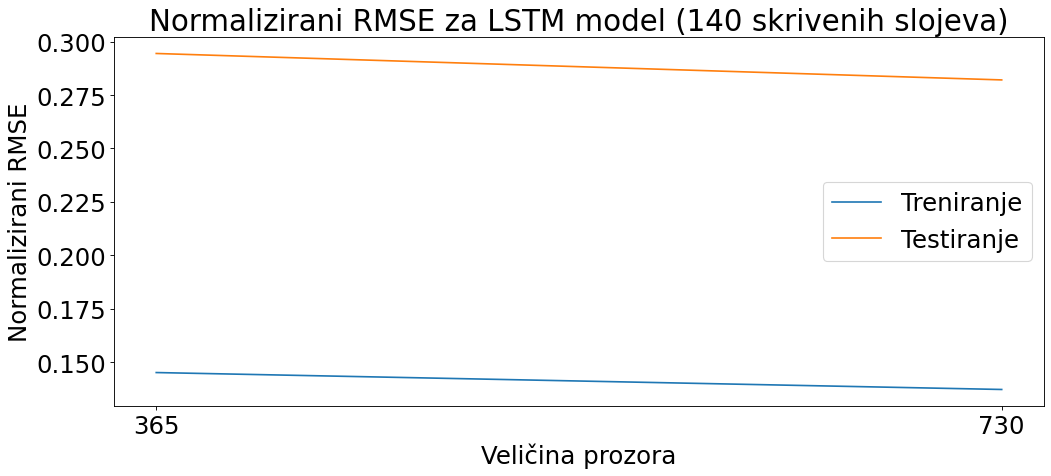 Normalizirani RMSE za LSTM model (140 skrivenih slojeva)
Normalizirani RMSE
0.300
0.275
0.250
0.225
0.200
0.175
0.150
Treniranje
Testiranje
365
730
Veličina prozora